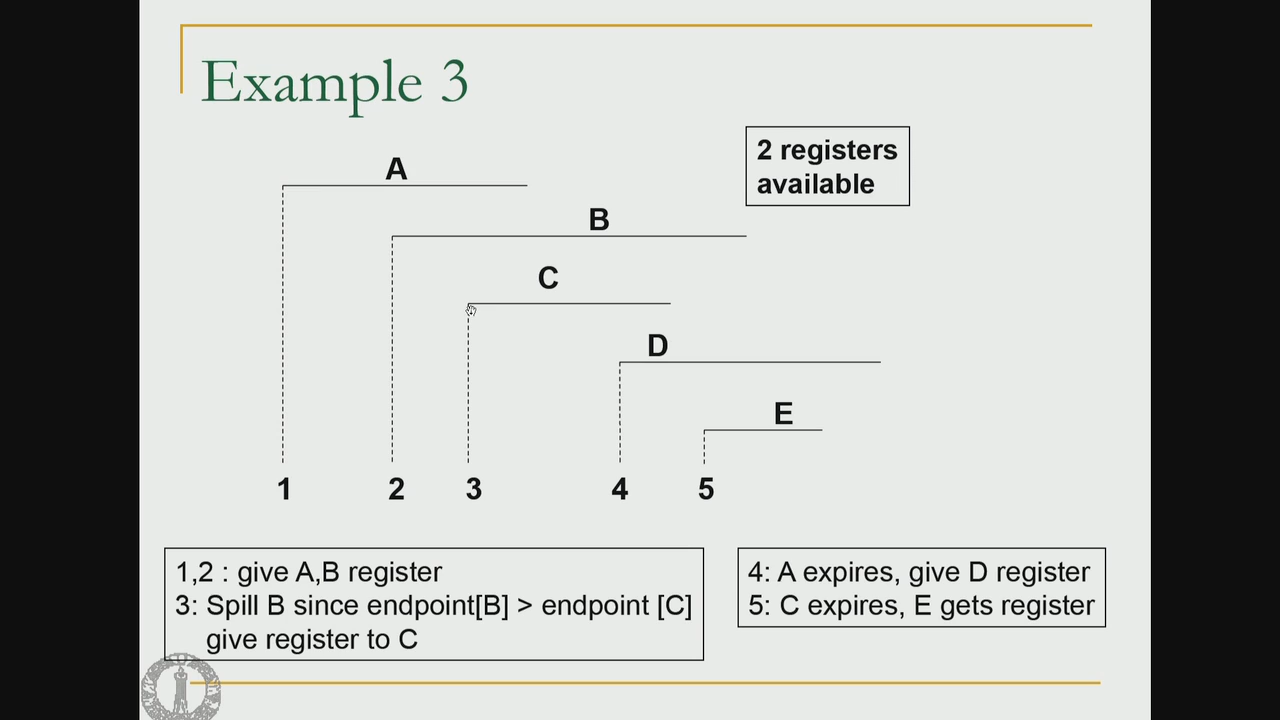 Example 3
2 registers
available
A
B
C
D
E
1 2 3 4 5
1,2 : give A,B register
3: Spill B since endpoint[B] > endpoint [C]
give register to C
4: A expires, give D register
5: C expires, E gets register